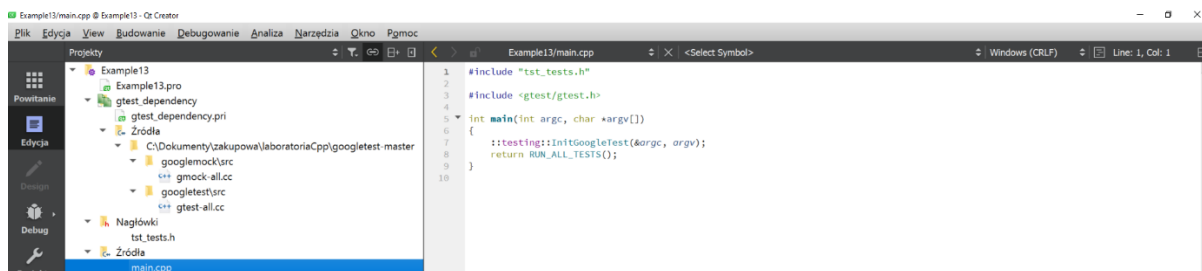 Example13/main.cpp @ Example13 - Qt Creator
Plik Edycja View Budowanie Debugowanie Analiza Narzędzia Okno Pomoc
Projekty
Example13/main.cpp
<Select Symbol>
Windows (CRLF)
Line: 1, Col: 1
Powitanie
Edycja
Design
Debug
Example13
Example13.pro
gtest_dependency
gtest_dependency.pri
Źródła
C:\Dokumenty\zakupowa\laboratoriaCpp\googletest-master
googlemock\src
gmock-all.cc
googletest\src
gtest-all.cc
Nagłówki
tst_tests.h
Źródła
main.cpp
1 #include "tst_tests.h"
2
3 #include <gtest/gtest.h>
4
5 int main(int argc, char *argv[])
6 {
7 ::testing::InitGoogleTest(&argc, argv);
8 return RUN_ALL_TESTS();
9 }
10